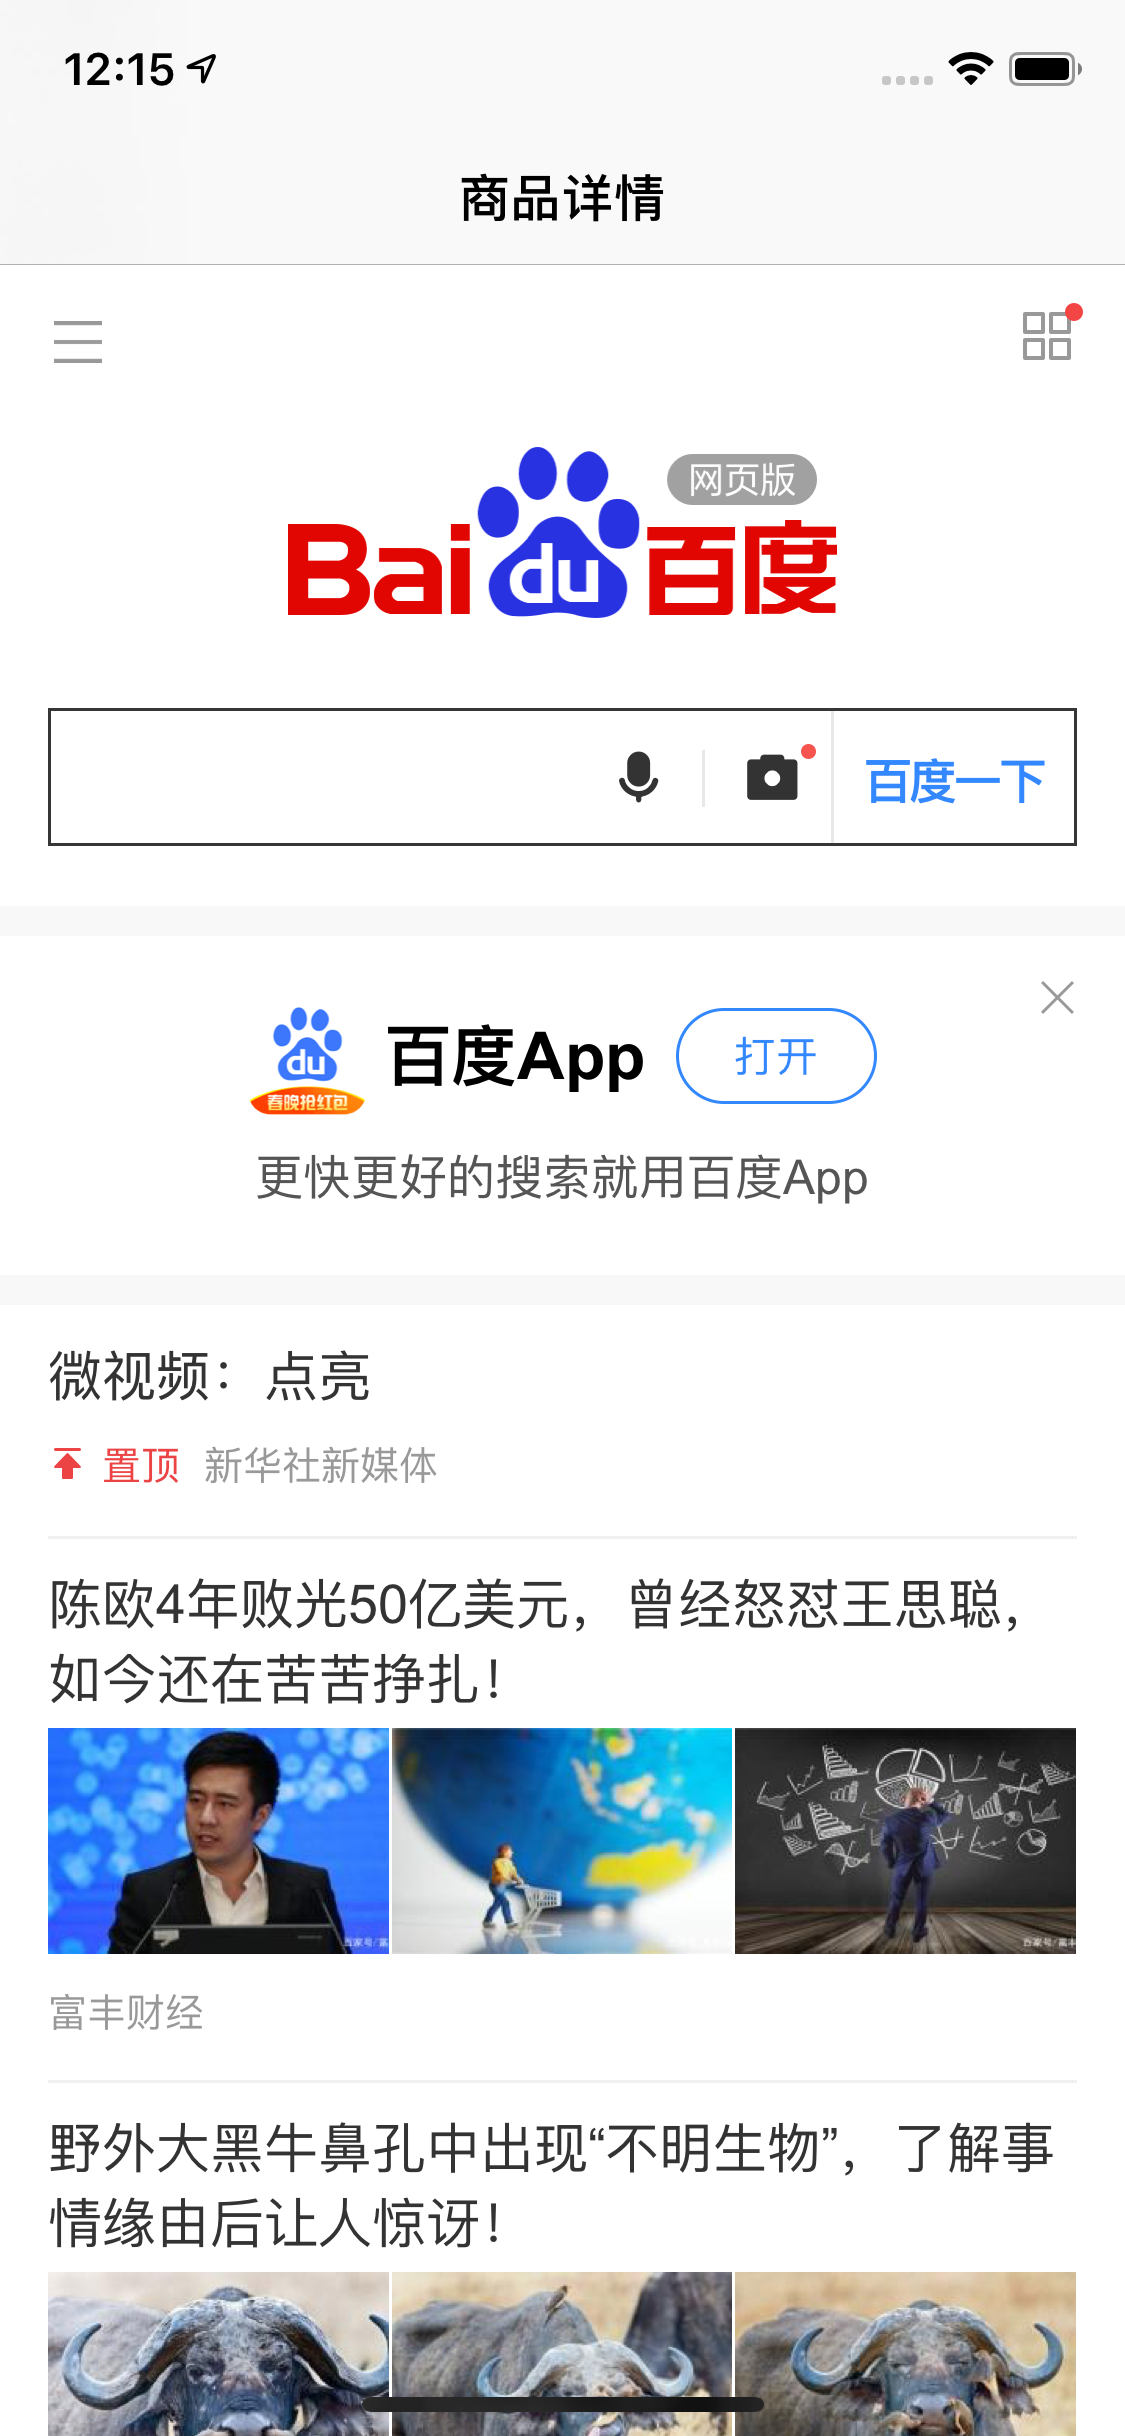 12:15
商品详情
网页版
Bai du 百度
百度一下
百度App
打开
du
春晚抢红包
更快更好的搜索就用百度App
微视频：点亮
置顶 新华社新媒体
陈欧4年败光50亿美元，曾经怒怼王思聪，
如今还在苦苦挣扎！
富丰财经
野外大黑牛鼻孔中出现“不明生物”，了解事
情缘由后让人惊讶！